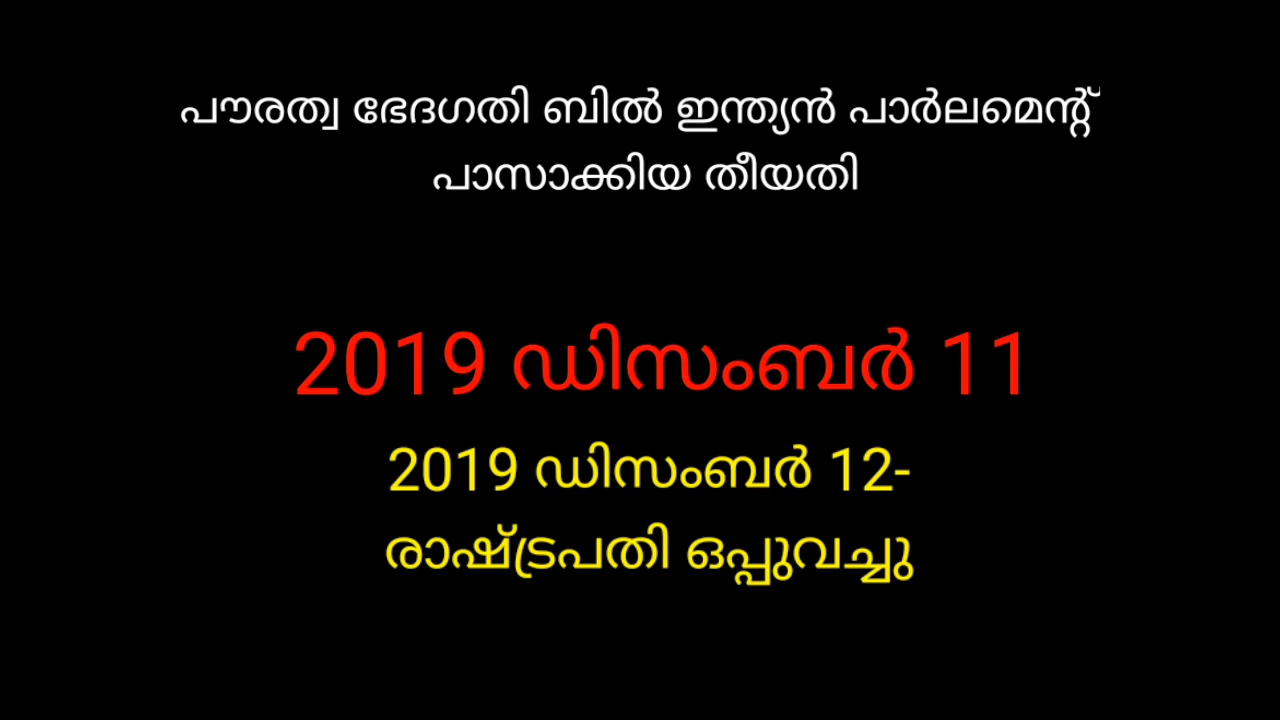 പൗരത്വ ഭേദഗതി ബിൽ ഇന്ത്യൻ പാർലമെന്റ്
പാസാക്കിയ തീയതി
2019 ഡിസംബർ 11
2019 ഡിസംബർ 12-
രാഷ്ട്രപതി ഒപ്പുവച്ചു